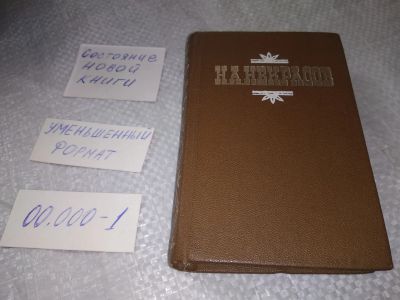 Состояние
новой
книги
Н.А.НЕКРАСОВ
УМЕНЬШЕННЫЙ
ФОРМАТ
00.000-1